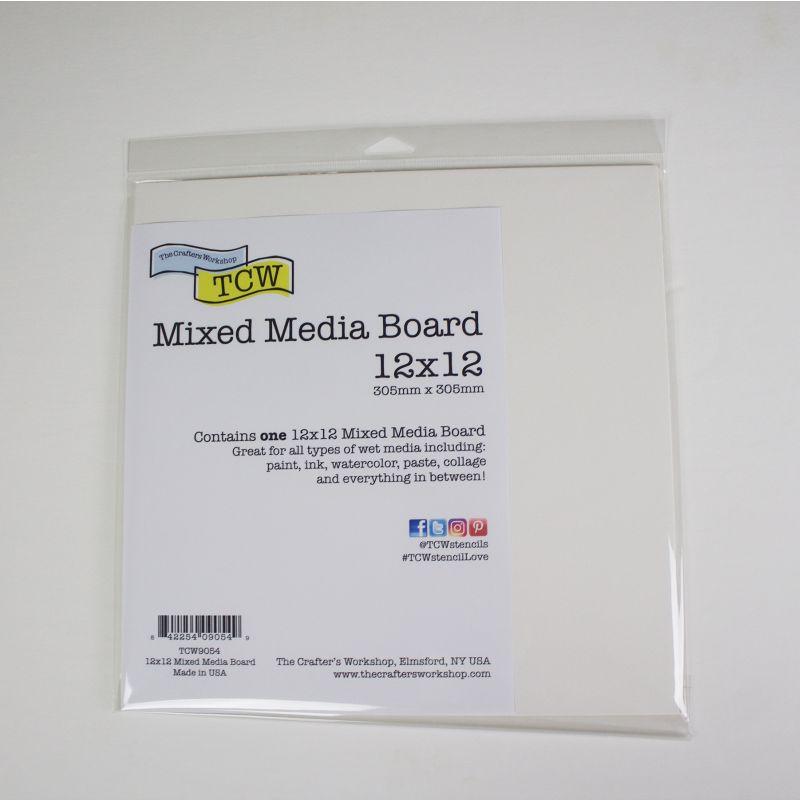 The Crafters Workshop
TCW
Mixed Media Board
12x12
305mm x 305mm
Contains one 12x12 Mixed Media Board
Great for all types of wet media including:
paint, ink, watercolor, paste, collage
and everything in between!
@TCWstencils
#TCWstencilLove
8 42254 09054 9
TCW9054
12x12 Mixed Media Board
Made in USA
The Crafter's Workshop, Elmsford, NY USA
www.thecraftersworkshop.com